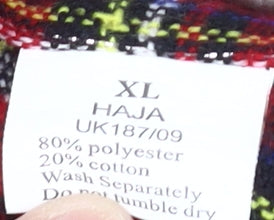 XL
HAJA
UK187/09
80% polyester
20% cotton
Wash Separately
Do not tumble dry